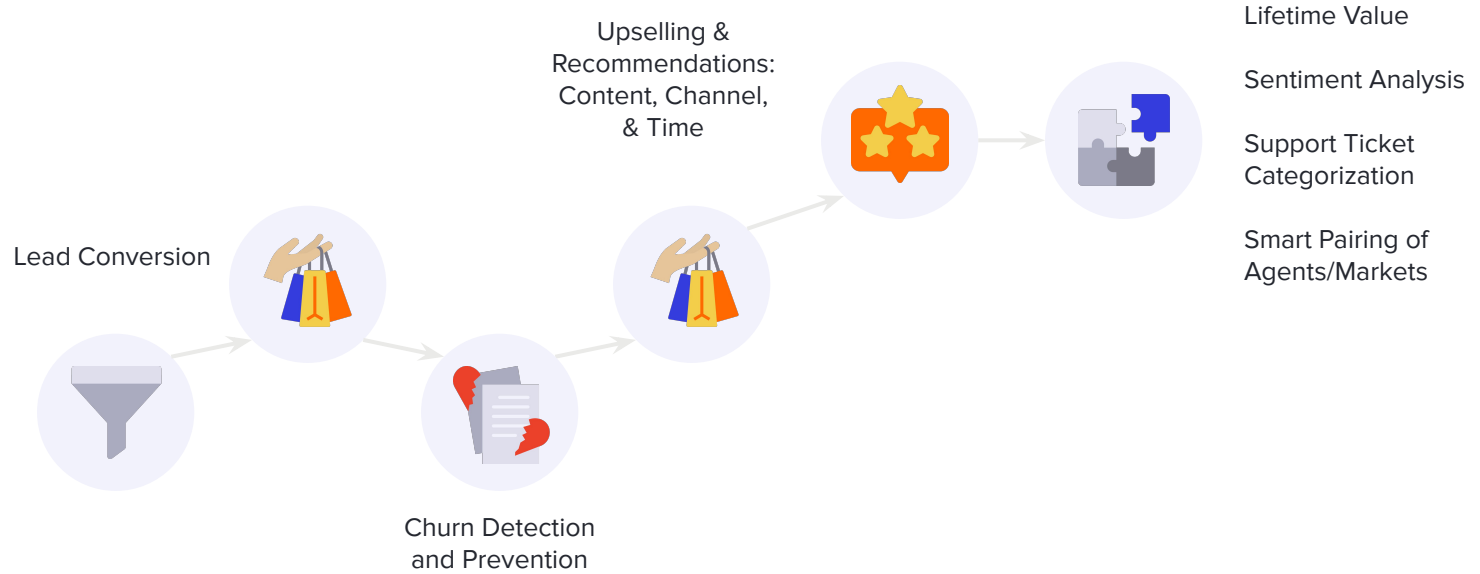 Lead Conversion
Churn Detection
and Prevention
Upselling &
Recommendations:
Content, Channel,
& Time
Lifetime Value
Sentiment Analysis
Support Ticket
Categorization
Smart Pairing of
Agents/Markets